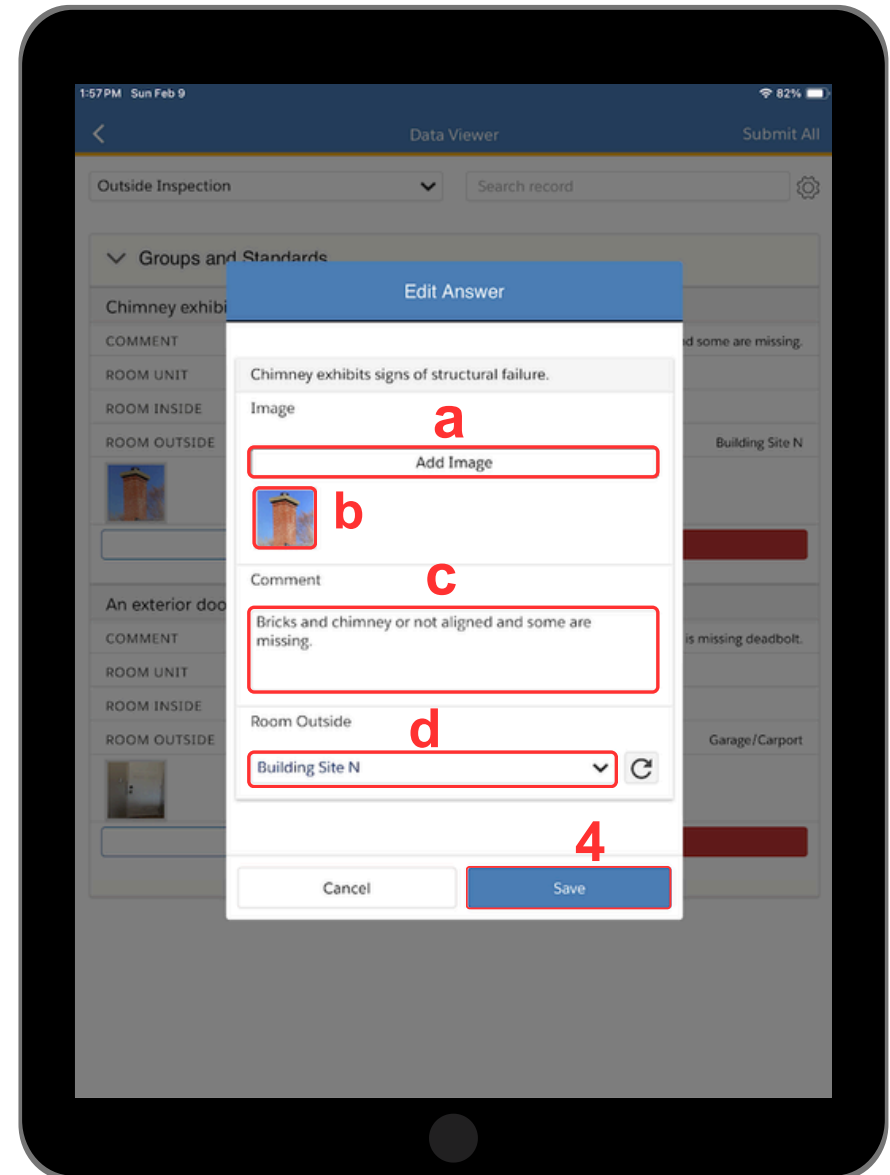 1:57 PM Sun Feb 9 82%
Data Viewer Submit All
Outside Inspection Search record
Groups and Standards
Edit Answer
Chimney exhibi
COMMENT d some are missing.
ROOM UNIT
Chimney exhibits signs of structural failure.
ROOM INSIDE
Image
a
ROOM OUTSIDE Building Site N
Add Image
b
Comment
c
An exterior doo
Bricks and chimney or not aligned and some are
missing.
COMMENT is missing deadbolt.
ROOM UNIT
ROOM INSIDE
Room Outside
d
ROOM OUTSIDE Garage/Carport
Building Site N
4
Cancel Save